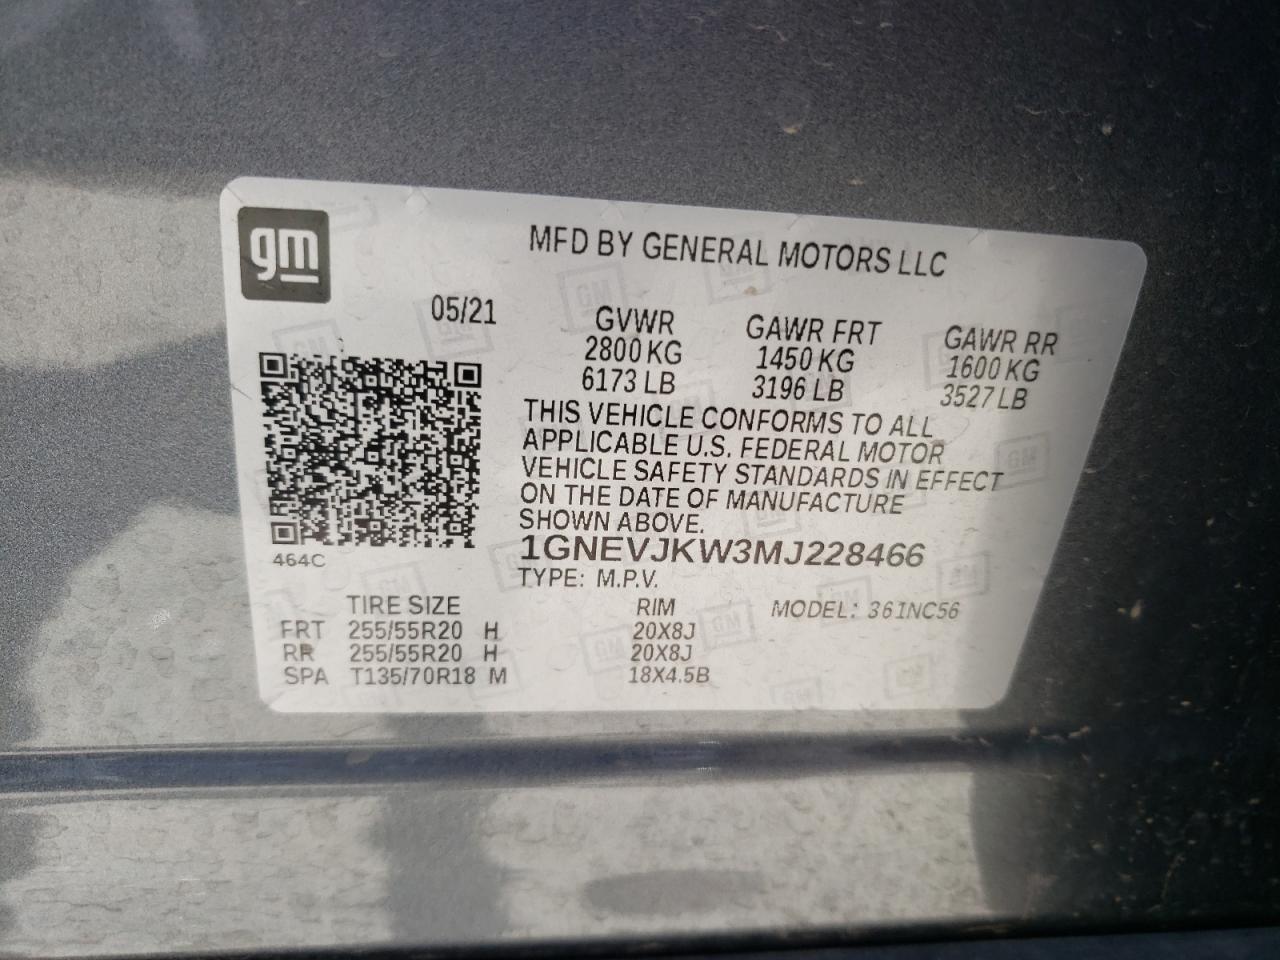 gm
MFD BY GENERAL MOTORS LLC
05/21
GVWR GAWR FRT GAWR RR
2800 KG 1450 KG 1600 KG
6173 LB 3196 LB 3527 LB
THIS VEHICLE CONFORMS TO ALL
APPLICABLE U.S. FEDERAL MOTOR
VEHICLE SAFETY STANDARDS IN EFFECT
ON THE DATE OF MANUFACTURE
SHOWN ABOVE.
464C
1GNEVJKW3MJ228466
TYPE: M.P.V.
TIRE SIZE RIM MODEL: 361NC56
FRT 255/55R20 H 20X8J
RR 255/55R20 H 20X8J
SPA T135/70R18 M 18X4.5B